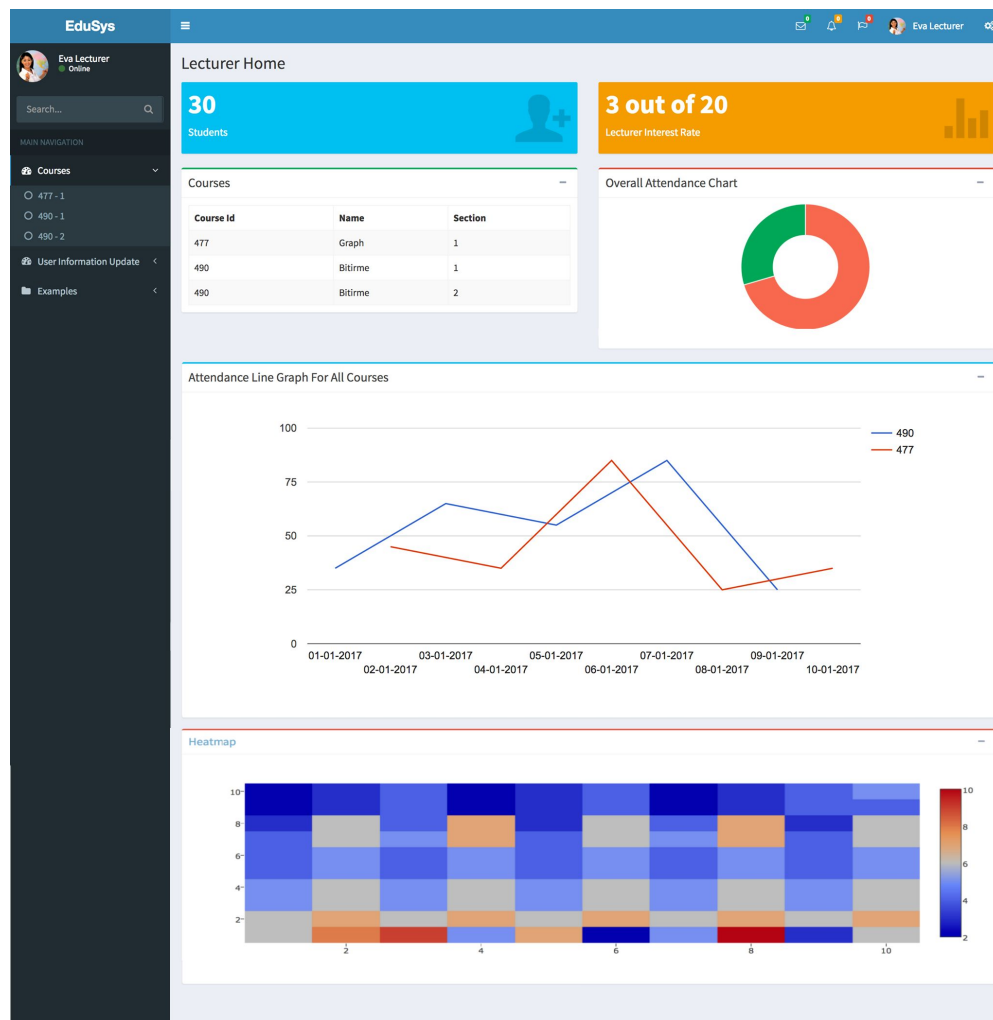 EduSys
0 0 0 Eva Lecturer
Eva Lecturer
Online
Search...
MAIN NAVIGATION
Courses
477 - 1
490 - 1
490 - 2
User Information Update
Examples
Lecturer Home
30
Students
3 out of 20
Lecturer Interest Rate
Courses
Course Id Name Section
477 Graph 1
490 Bitirme 1
490 Bitirme 2
Overall Attendance Chart
Attendance Line Graph For All Courses
100
75
50
25
0
490
477
01-01-2017 03-01-2017 05-01-2017 07-01-2017 09-01-2017
02-01-2017 04-01-2017 06-01-2017 08-01-2017 10-01-2017
Heatmap
10
8
6
4
2
2 4 6 8 10
10
8
6
4
2